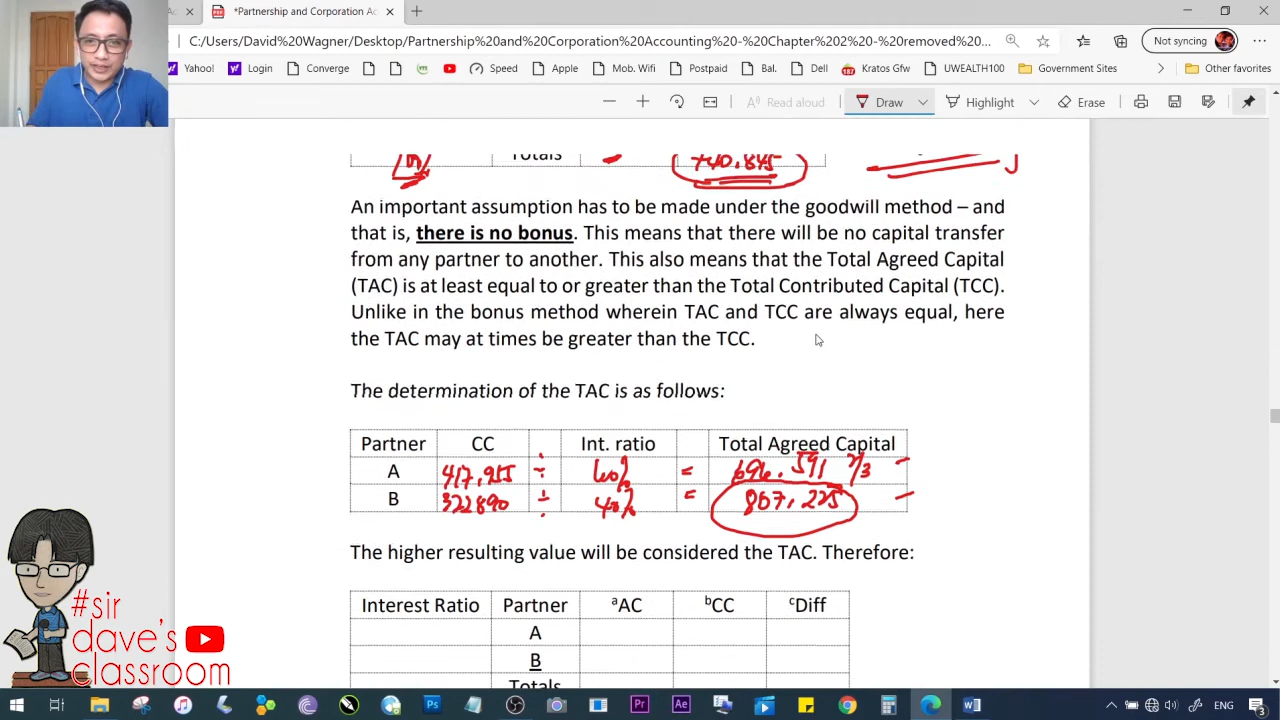 *Partnership and Corporation Ac
C:/Users/David%20Wagner/Desktop/Partnership%20and%20Corporation%20Accounting%20-%20Chapter%202%20-%20removed%20...
Not syncing
Yahoo!
Login
Converge
Speed
Apple
Mob. Wifi
Postpaid
Bal.
Dell
Kratos Gfw
UWEALTH100
Government Sites
Other favorites
Read aloud
Draw
Highlight
Erase
Totals
740,845
An important assumption has to be made under the goodwill method – and
that is, there is no bonus. This means that there will be no capital transfer
from any partner to another. This also means that the Total Agreed Capital
(TAC) is at least equal to or greater than the Total Contributed Capital (TCC).
Unlike in the bonus method wherein TAC and TCC are always equal, here
the TAC may at times be greater than the TCC.
The determination of the TAC is as follows:
Partner CC Int. ratio Total Agreed Capital
A 417,955 ÷ 60% = 696,591 2/3
B 322890 ÷ 40% = 807,225
The higher resulting value will be considered the TAC. Therefore:
Interest Ratio Partner ᵃAC ᵇCC ᶜDiff
A
B
Totals
#sir
dave's
classroom
ENG
3